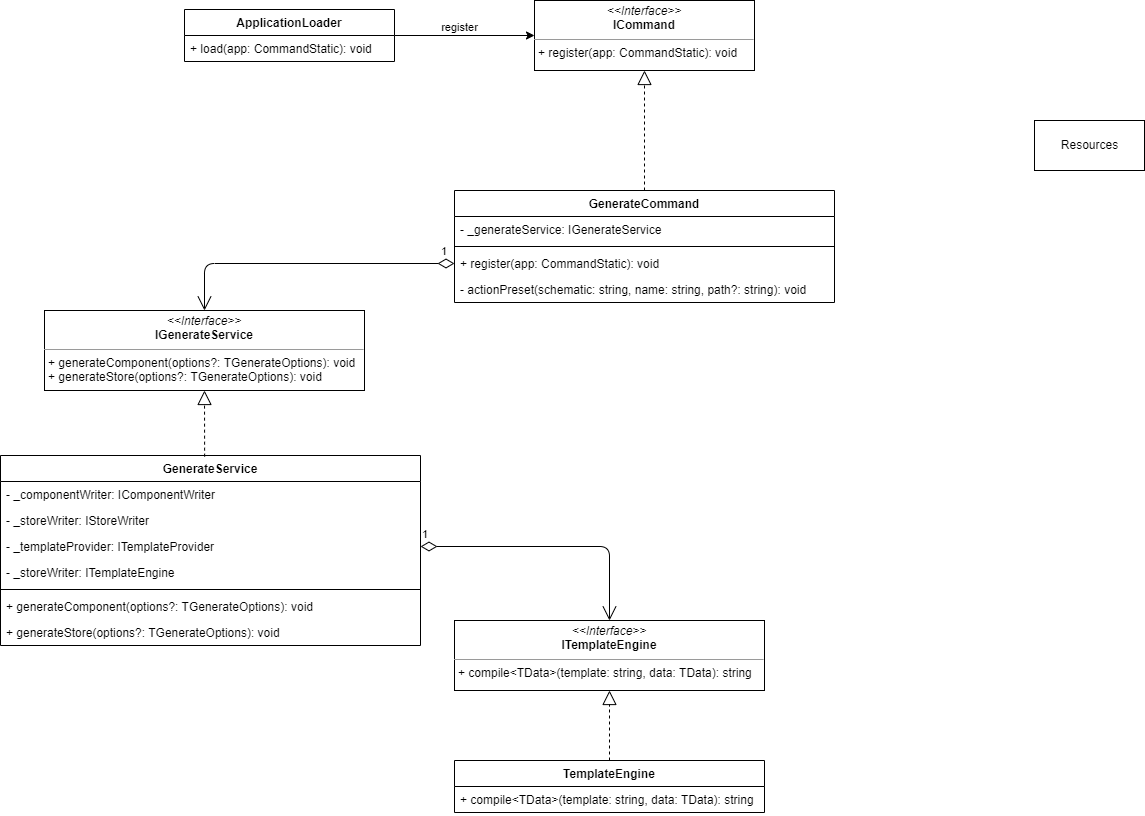 ApplicationLoader
+ load(app: CommandStatic): void
register
<<Interface>>
ICommand
+ register(app: CommandStatic): void
Resources
GenerateCommand
- _generateService: IGenerateService
+ register(app: CommandStatic): void
- actionPreset(schematic: string, name: string, path?: string): void
1
<<Interface>>
IGenerateService
+ generateComponent(options?: TGenerateOptions): void
+ generateStore(options?: TGenerateOptions): void
GenerateService
- _componentWriter: IComponentWriter
- _storeWriter: IStoreWriter
- _templateProvider: ITemplateProvider
- _storeWriter: ITemplateEngine
+ generateComponent(options?: TGenerateOptions): void
+ generateStore(options?: TGenerateOptions): void
1
<<Interface>>
ITemplateEngine
+ compile<TData>(template: string, data: TData): string
TemplateEngine
+ compile<TData>(template: string, data: TData): string